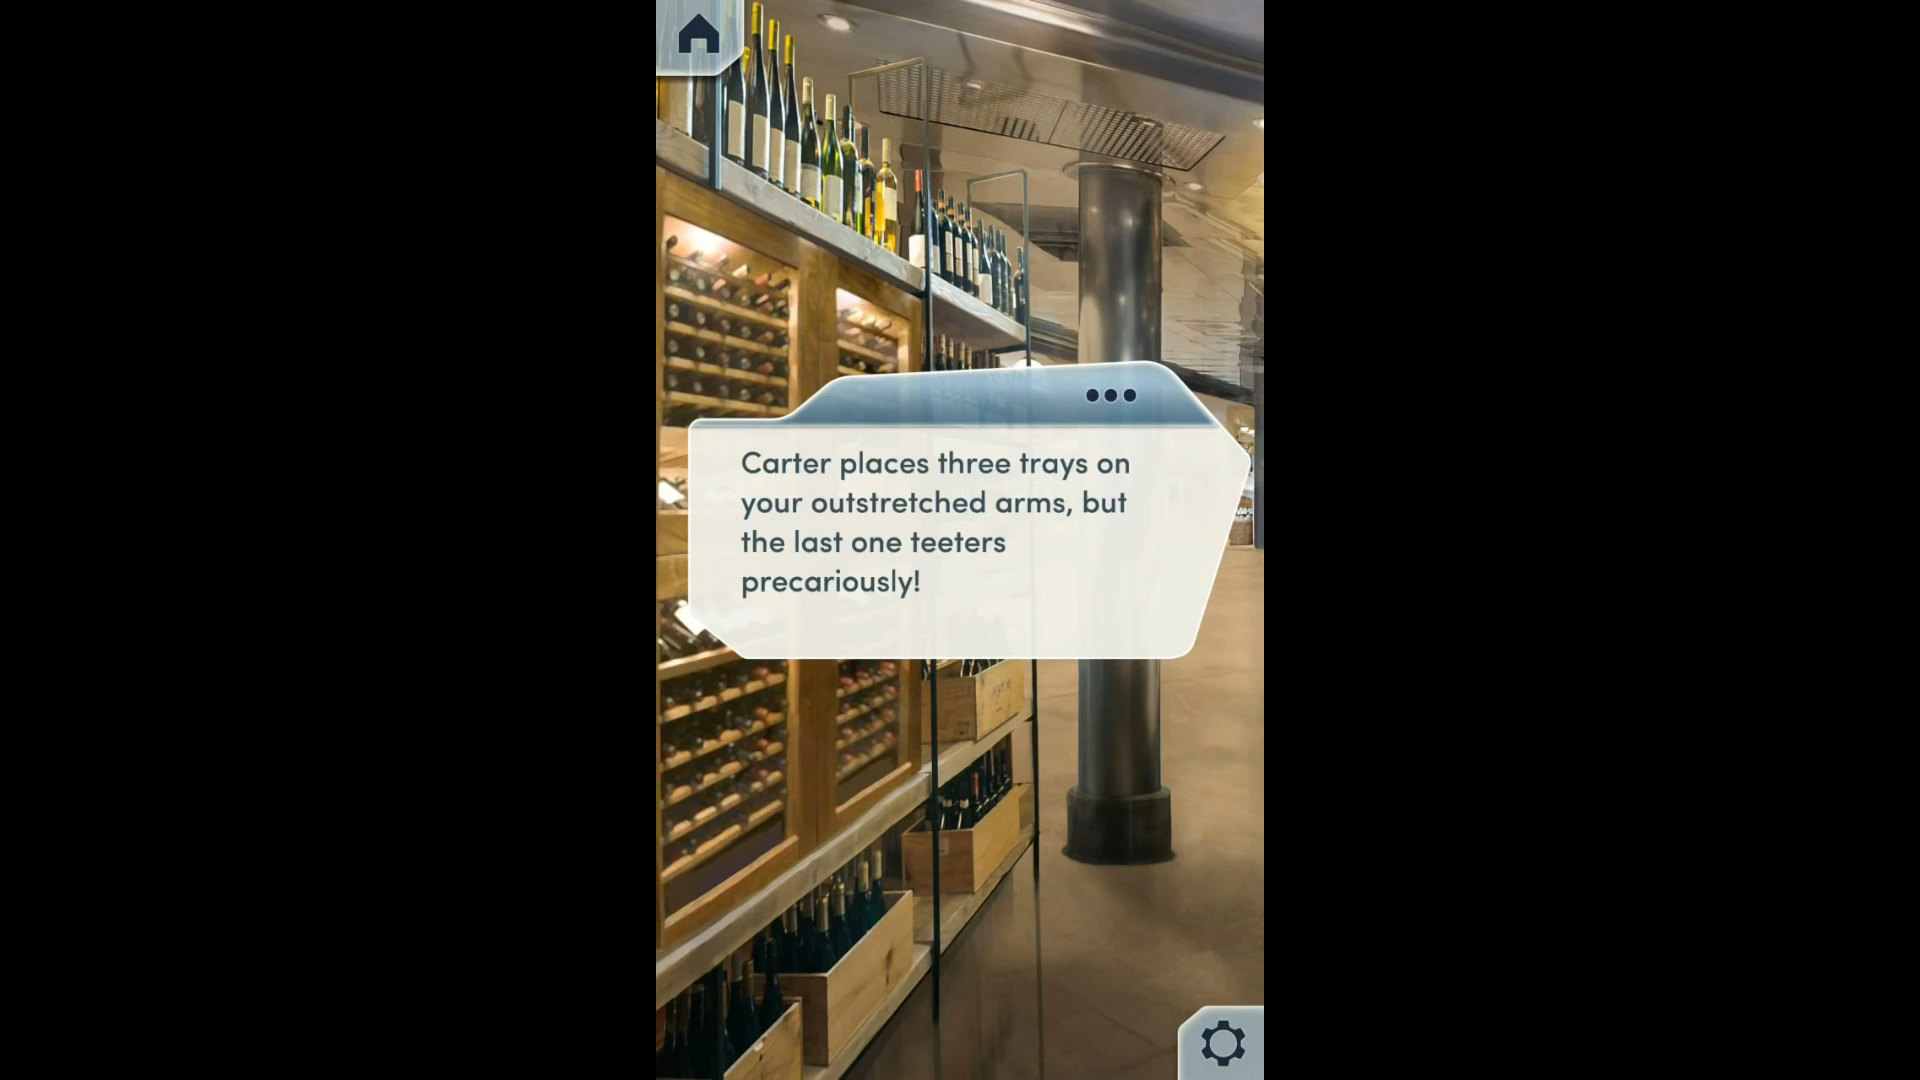 Carter places three trays on
your outstretched arms, but
the last one teeters
precariously!